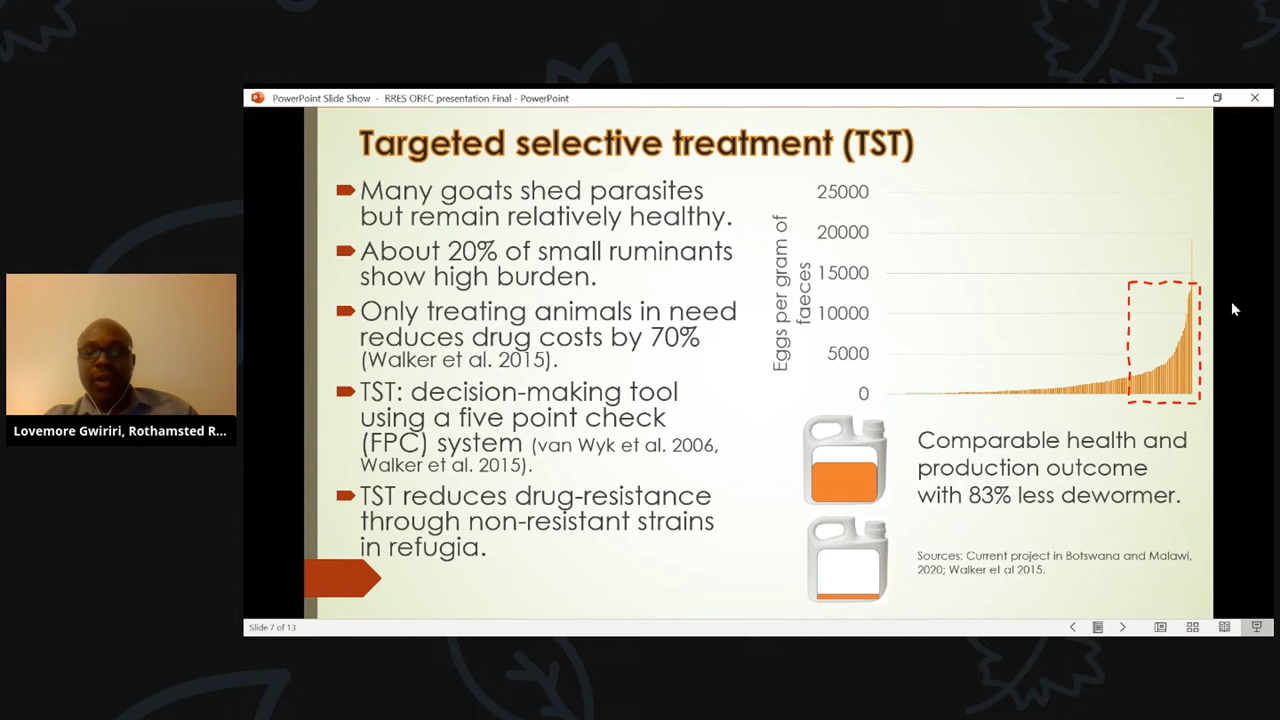 PowerPoint Slide Show - RRES ORFC presentation Final - PowerPoint
Targeted selective treatment (TST)
Many goats shed parasites
but remain relatively healthy.
About 20% of small ruminants
show high burden.
Only treating animals in need
reduces drug costs by 70%
(Walker et al. 2015).
TST: decision-making tool
using a five point check
(FPC) system (van Wyk et al. 2006,
Walker et al. 2015).
TST reduces drug-resistance
through non-resistant strains
in refugia.
Eggs per gram of
faeces
25000
20000
15000
10000
5000
0
Comparable health and
production outcome
with 83% less dewormer.
Sources: Current project in Botswana and Malawi,
2020; Walker et al 2015.
Lovemore Gwiriri, Rothamsted R...
Slide 7 of 13